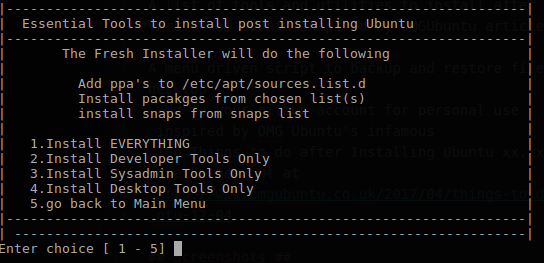 |-----------------------------------------------------------------|
| Essential Tools to install post installing Ubuntu |
|-----------------------------------------------------------------|
| The Fresh Installer will do the following |
| |
| Add ppa's to /etc/apt/sources.list.d |
| Install pacakges from chosen list(s) |
| install snaps from snaps list |
| |
| 1.Install EVERYTHING |
| 2.Install Developer Tools Only |
| 3.Install Sysadmin Tools Only |
| 4.Install Desktop Tools Only |
| 5.go back to Main Menu |
|-----------------------------------------------------------------|
| ----------------------------------------------------------------|
Enter choice [ 1 - 5]